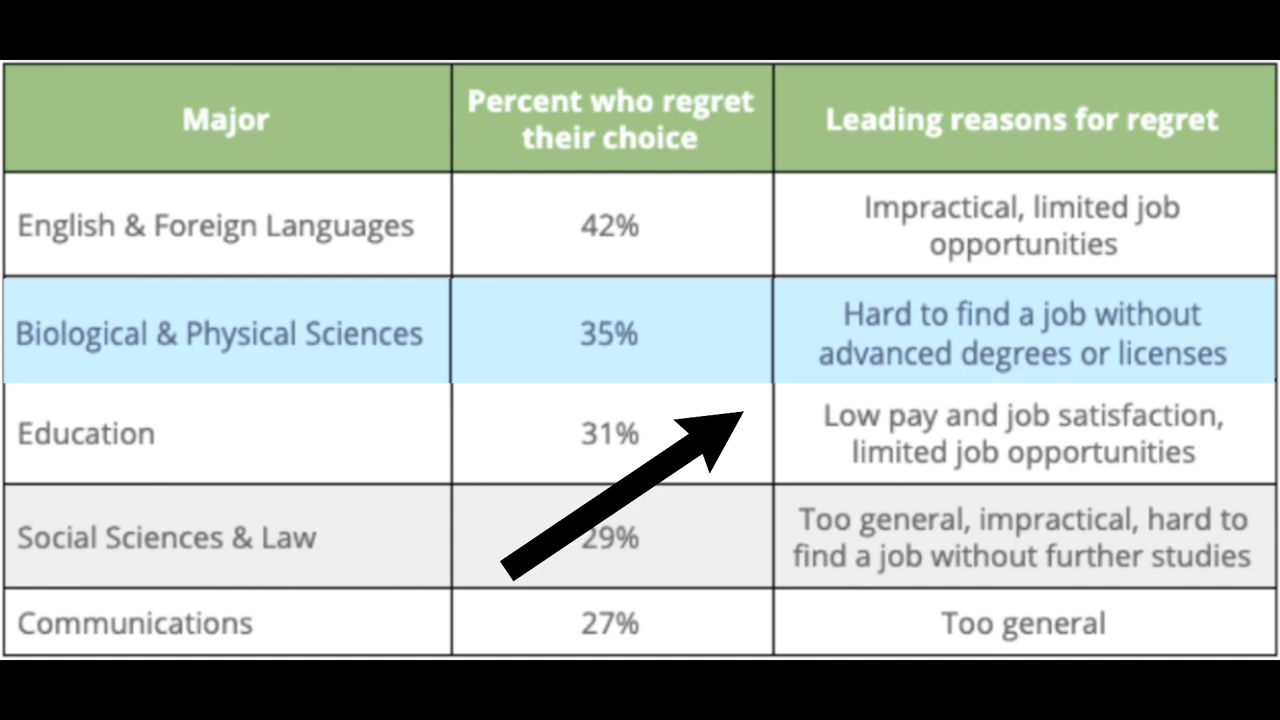 Major
Percent who regret
their choice
Leading reasons for regret
English & Foreign Languages
42%
Impractical, limited job
opportunities
Biological & Physical Sciences
35%
Hard to find a job without
advanced degrees or licenses
Education
31%
Low pay and job satisfaction,
limited job opportunities
Social Sciences & Law
29%
Too general, impractical, hard to
find a job without further studies
Communications
27%
Too general